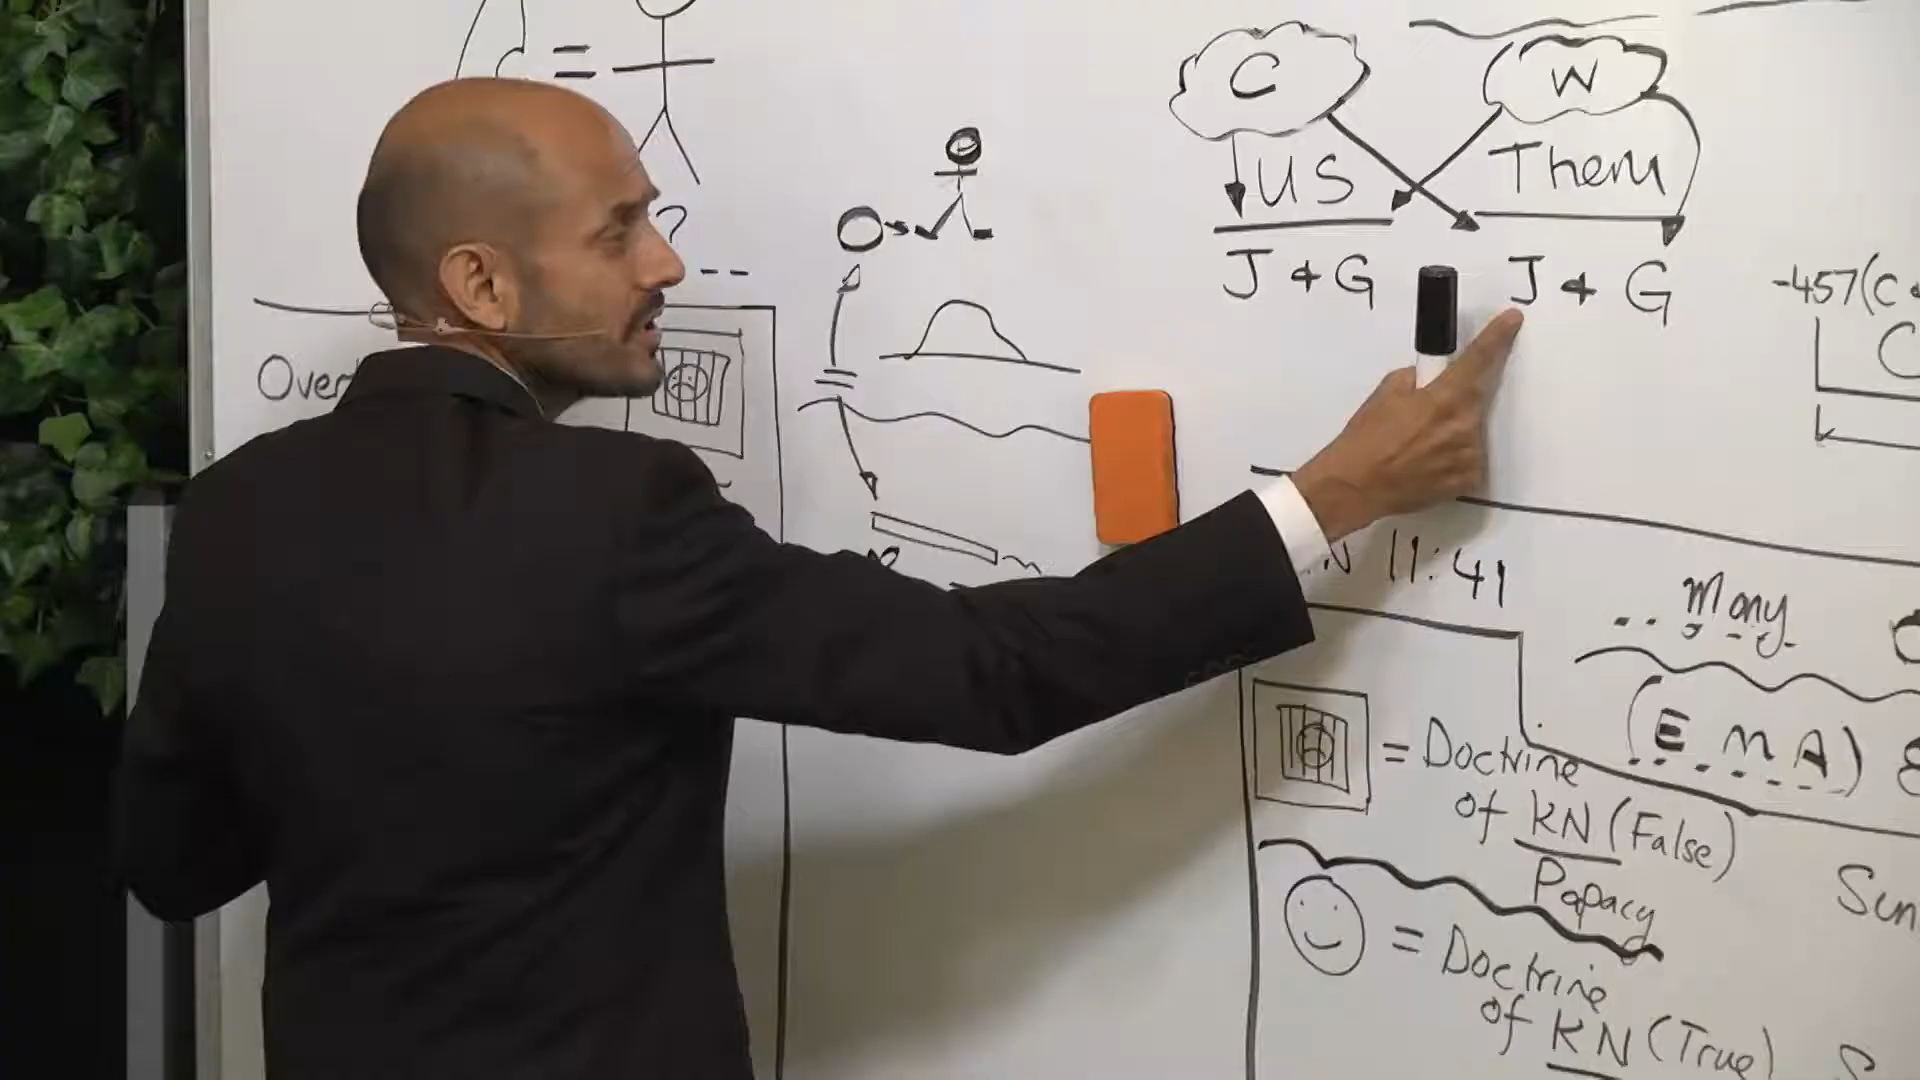 =
?
--
C
W
US
Them
J & G
J & G
-457(C
C
Over
N 11:41
.. Many
(E M A)
= Doctrine
of KN (False)
Papacy
Sun
= Doctrine
of KN (True)